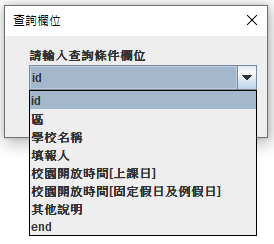 查詢欄位
請輸入查詢條件欄位
id
id
區
學校名稱
填報人
校園開放時間[上課日]
校園開放時間[固定假日及例假日]
其他說明
end